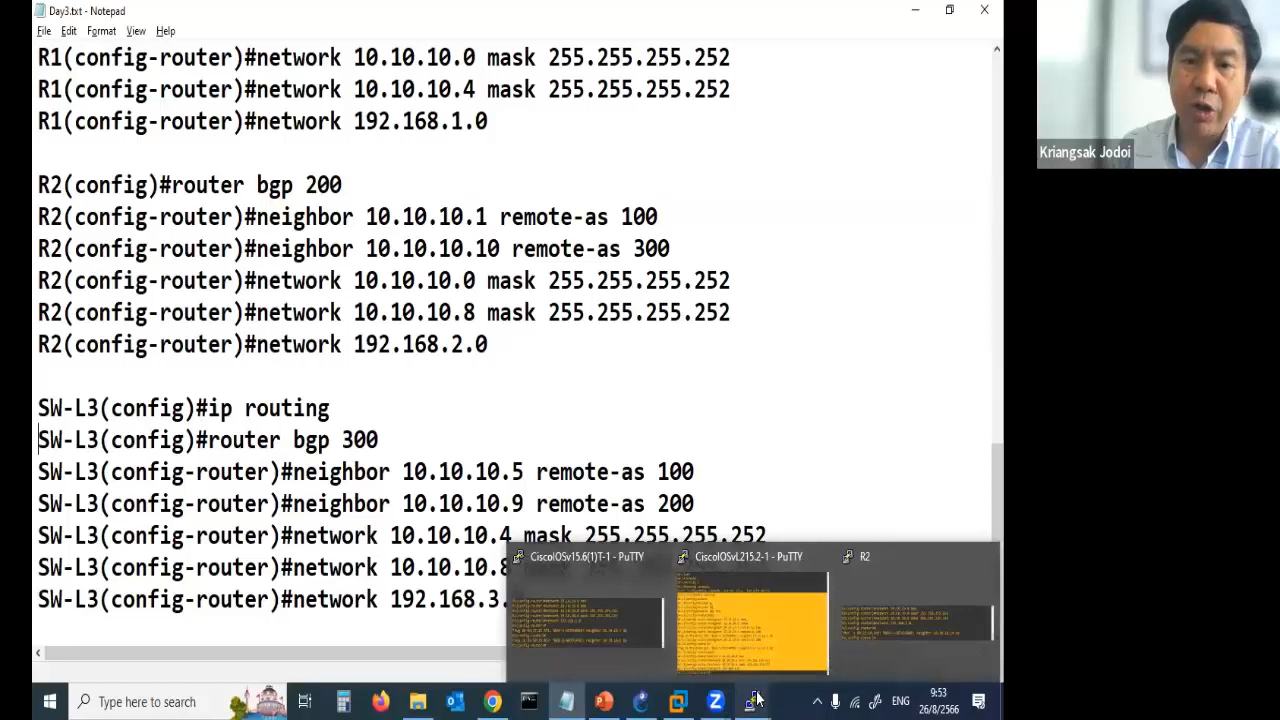 Day3.txt - Notepad
File Edit Format View Help
R1(config-router)#network 10.10.10.0 mask 255.255.255.252
R1(config-router)#network 10.10.10.4 mask 255.255.255.252
R1(config-router)#network 192.168.1.0
R2(config)#router bgp 200
R2(config-router)#neighbor 10.10.10.1 remote-as 100
R2(config-router)#neighbor 10.10.10.10 remote-as 300
R2(config-router)#network 10.10.10.0 mask 255.255.255.252
R2(config-router)#network 10.10.10.8 mask 255.255.255.252
R2(config-router)#network 192.168.2.0
SW-L3(config)#ip routing
SW-L3(config)#router bgp 300
SW-L3(config-router)#neighbor 10.10.10.5 remote-as 100
SW-L3(config-router)#neighbor 10.10.10.9 remote-as 200
SW-L3(config-router)#network 10.10.10.4 mask 255.255.255.252
SW-L3(config-router)#network 10.10.10.8
SW-L3(config-router)#network 192.168.3.
CiscoIOSv15.6(1)T-1 - PuTTY
CiscoIOSvL215.2-1 - PuTTY
R2
Kriangsak Jodoi
Type here to search
ENG
9:53
26/8/2566